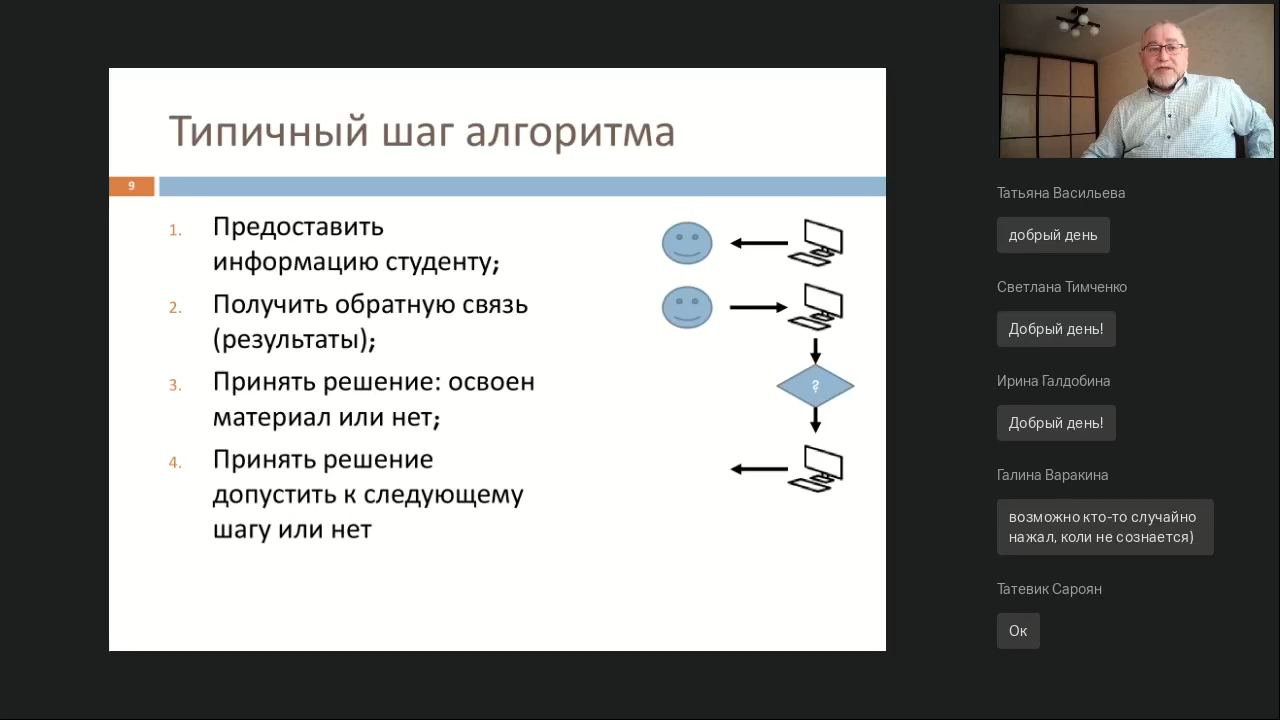 Типичный шаг алгоритма
9
1. Предоставить
информацию студенту;
2. Получить обратную связь
(результаты);
3. Принять решение: освоен
материал или нет;
4. Принять решение
допустить к следующему
шагу или нет
?
Татьяна Васильева
добрый день
Светлана Тимченко
Добрый день!
Ирина Галдобина
Добрый день!
Галина Варакина
возможно кто-то случайно
нажал, коли не сознается)
Татевик Сароян
Ок